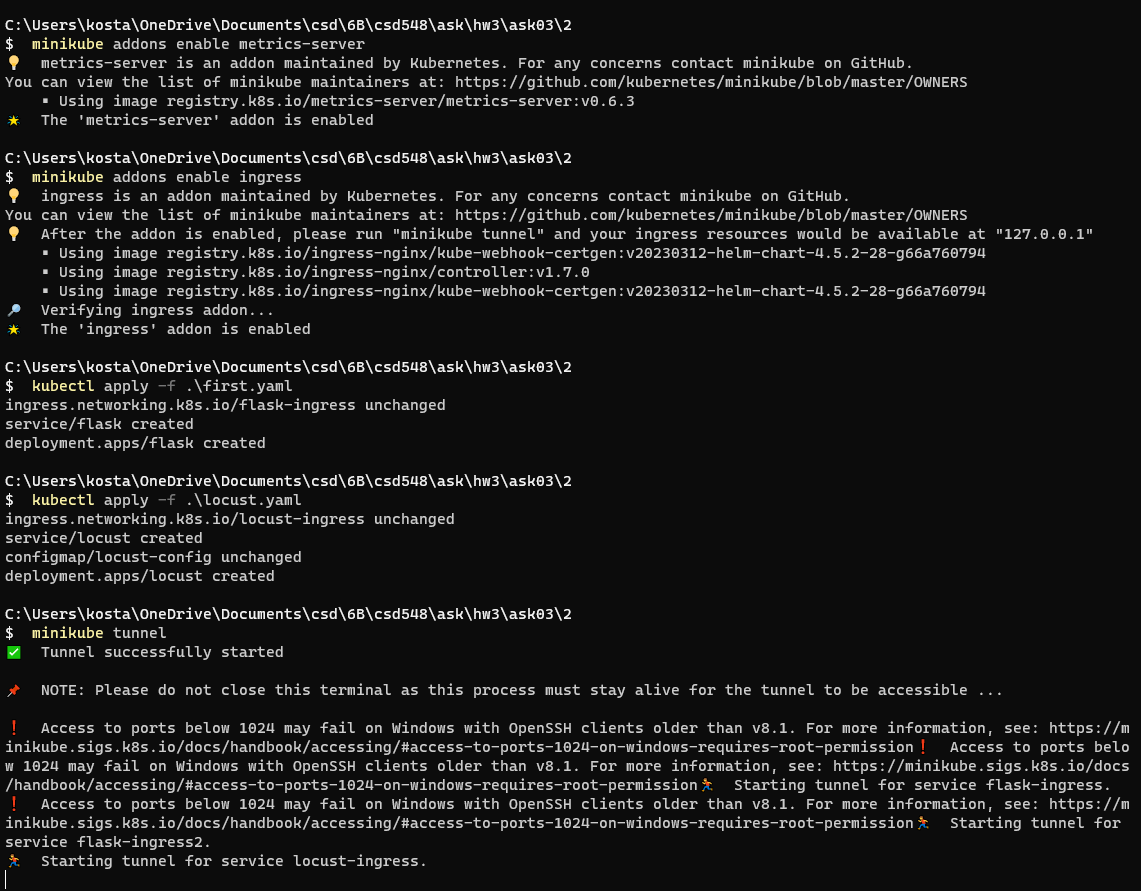 C:\Users\kosta\OneDrive\Documents\csd\6B\csd548\ask\hw3\ask03\2
$ minikube addons enable metrics-server
💡 metrics-server is an addon maintained by Kubernetes. For any concerns contact minikube on GitHub.
You can view the list of minikube maintainers at: https://github.com/kubernetes/minikube/blob/master/OWNERS
▪ Using image registry.k8s.io/metrics-server/metrics-server:v0.6.3
🌟 The 'metrics-server' addon is enabled
C:\Users\kosta\OneDrive\Documents\csd\6B\csd548\ask\hw3\ask03\2
$ minikube addons enable ingress
💡 ingress is an addon maintained by Kubernetes. For any concerns contact minikube on GitHub.
You can view the list of minikube maintainers at: https://github.com/kubernetes/minikube/blob/master/OWNERS
💡 After the addon is enabled, please run "minikube tunnel" and your ingress resources would be available at "127.0.0.1"
▪ Using image registry.k8s.io/ingress-nginx/kube-webhook-certgen:v20230312-helm-chart-4.5.2-28-g66a760794
▪ Using image registry.k8s.io/ingress-nginx/controller:v1.7.0
▪ Using image registry.k8s.io/ingress-nginx/kube-webhook-certgen:v20230312-helm-chart-4.5.2-28-g66a760794
🔎 Verifying ingress addon...
🌟 The 'ingress' addon is enabled
C:\Users\kosta\OneDrive\Documents\csd\6B\csd548\ask\hw3\ask03\2
$ kubectl apply -f .\first.yaml
ingress.networking.k8s.io/flask-ingress unchanged
service/flask created
deployment.apps/flask created
C:\Users\kosta\OneDrive\Documents\csd\6B\csd548\ask\hw3\ask03\2
$ kubectl apply -f .\locust.yaml
ingress.networking.k8s.io/locust-ingress unchanged
service/locust created
configmap/locust-config unchanged
deployment.apps/locust created
C:\Users\kosta\OneDrive\Documents\csd\6B\csd548\ask\hw3\ask03\2
$ minikube tunnel
✅ Tunnel successfully started
📌 NOTE: Please do not close this terminal as this process must stay alive for the tunnel to be accessible ...
❗ Access to ports below 1024 may fail on Windows with OpenSSH clients older than v8.1. For more information, see: https://m
inikube.sigs.k8s.io/docs/handbook/accessing/#access-to-ports-1024-on-windows-requires-root-permission❗ Access to ports belo
w 1024 may fail on Windows with OpenSSH clients older than v8.1. For more information, see: https://minikube.sigs.k8s.io/docs
/handbook/accessing/#access-to-ports-1024-on-windows-requires-root-permission🏃 Starting tunnel for service flask-ingress.
❗ Access to ports below 1024 may fail on Windows with OpenSSH clients older than v8.1. For more information, see: https://m
inikube.sigs.k8s.io/docs/handbook/accessing/#access-to-ports-1024-on-windows-requires-root-permission🏃 Starting tunnel for
service flask-ingress2.
🏃 Starting tunnel for service locust-ingress.